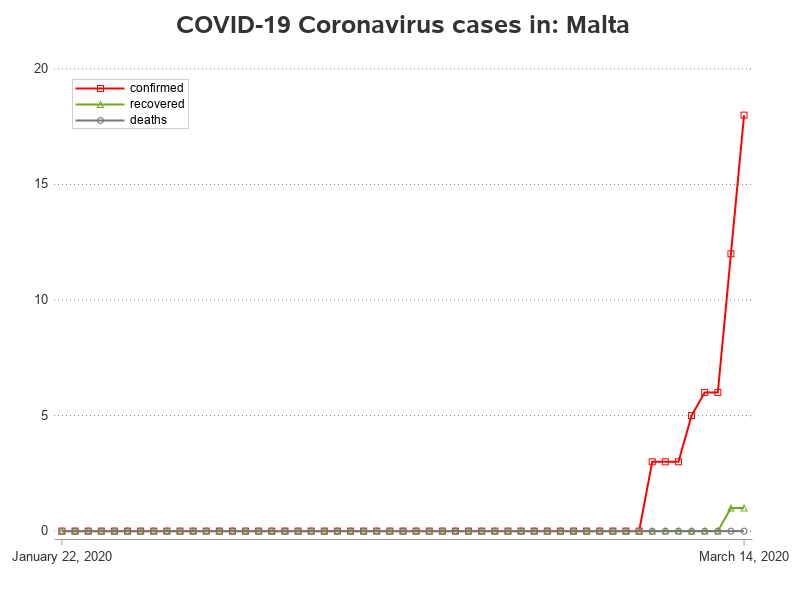 COVID-19 Coronavirus cases in: Malta
20
confirmed
recovered
deaths
15
10
5
0
January 22, 2020
March 14, 2020